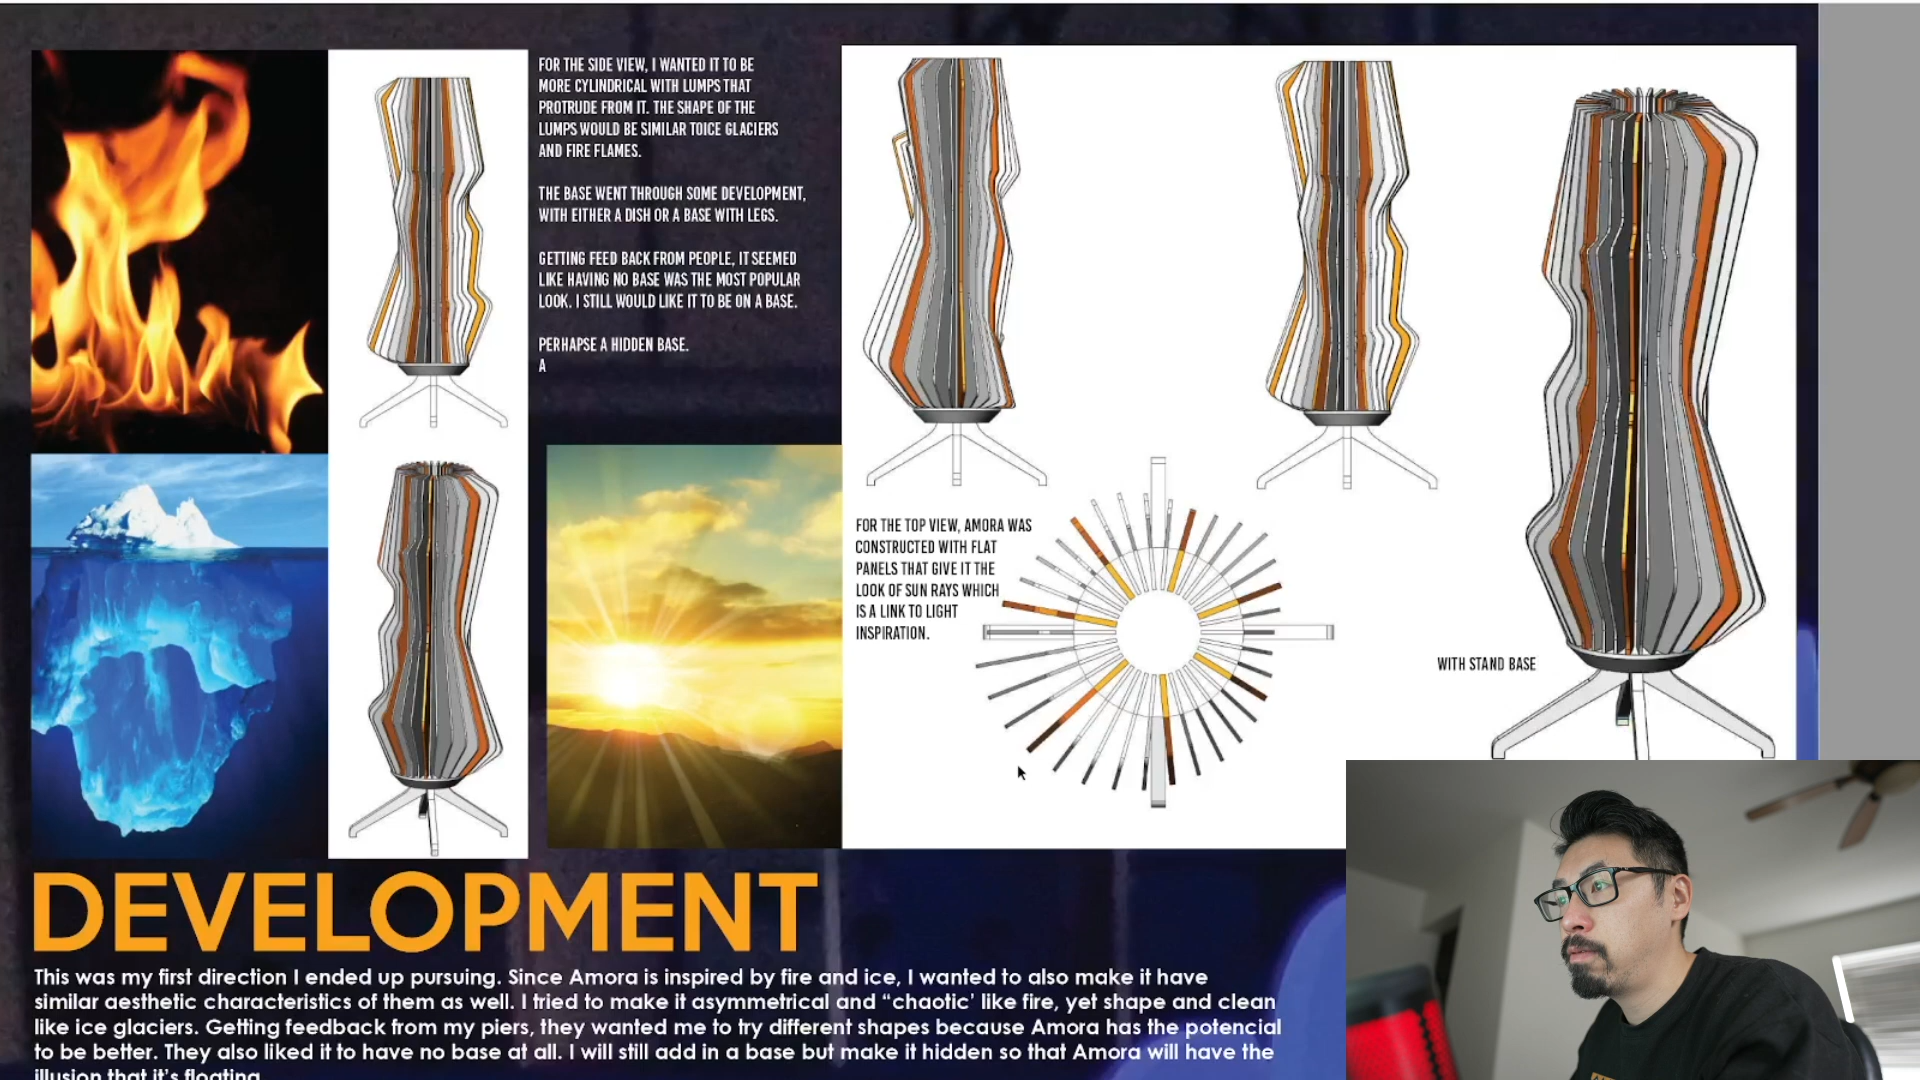 FOR THE SIDE VIEW, I WANTED IT TO BE
MORE CYLINDRICAL WITH LUMPS THAT
PROTRUDE FROM IT. THE SHAPE OF THE
LUMPS WOULD BE SIMILAR TOICE GLACIERS
AND FIRE FLAMES.
THE BASE WENT THROUGH SOME DEVELOPMENT,
WITH EITHER A DISH OR A BASE WITH LEGS.
GETTING FEED BACK FROM PEOPLE, IT SEEMED
LIKE HAVING NO BASE WAS THE MOST POPULAR
LOOK. I STILL WOULD LIKE IT TO BE ON A BASE.
PERHAPSE A HIDDEN BASE.
A
FOR THE TOP VIEW, AMORA WAS
CONSTRUCTED WITH FLAT
PANELS THAT GIVE IT THE
LOOK OF SUN RAYS WHICH
IS A LINK TO LIGHT
INSPIRATION.
WITH STAND BASE
DEVELOPMENT
This was my first direction I ended up pursuing. Since Amora is inspired by fire and ice, I wanted to also make it have
similar aesthetic characteristics of them as well. I tried to make it asymmetrical and “chaotic’ like fire, yet shape and clean
like ice glaciers. Getting feedback from my piers, they wanted me to try different shapes because Amora has the potencial
to be better. They also liked it to have no base at all. I will still add in a base but make it hidden so that Amora will have the
illusion that it's floating.